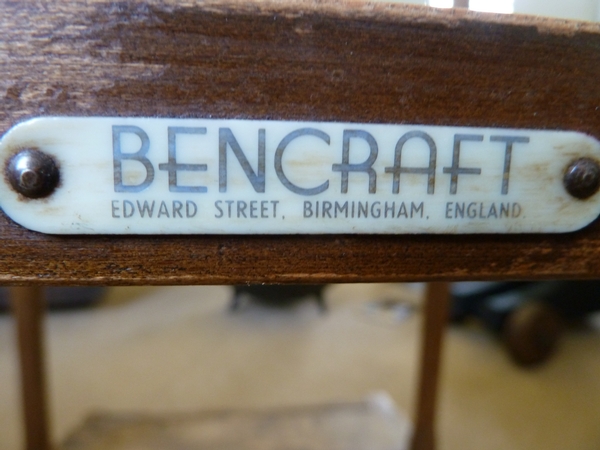 BENCRAFT
EDWARD STREET. BIRMINGHAM. ENGLAND.